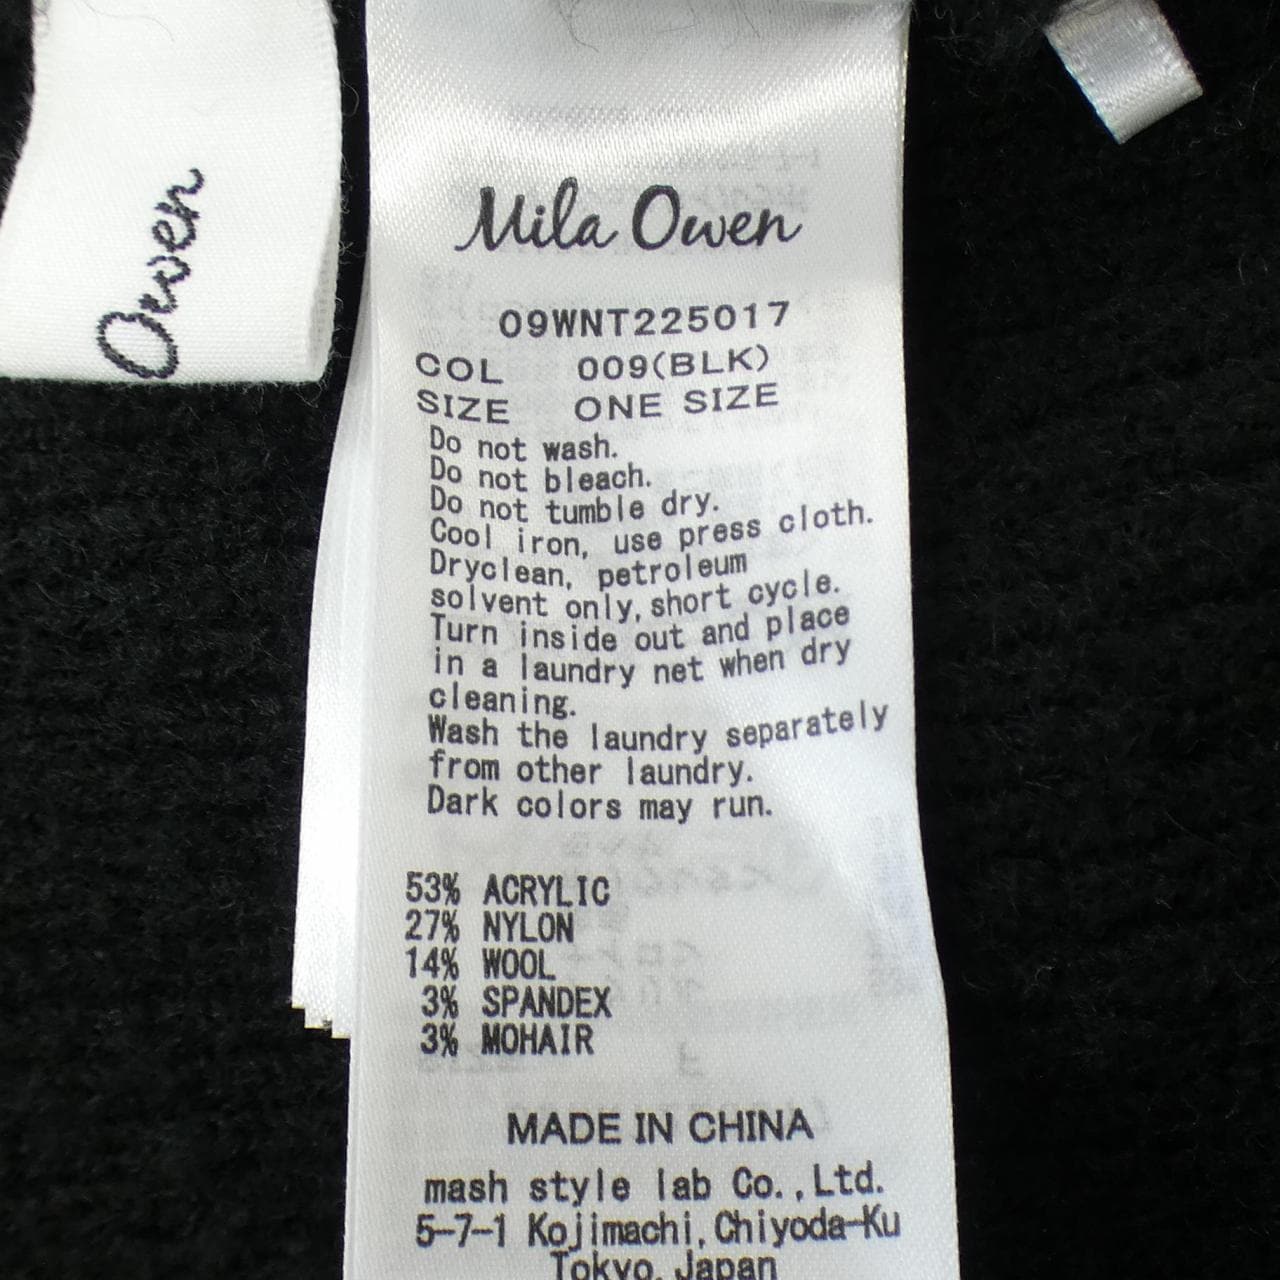 Owen
Mila Owen
09WNT225017
COL 009(BLK)
SIZE ONE SIZE
Do not wash.
Do not bleach.
Do not tumble dry.
Cool iron, use press cloth.
Dryclean, petroleum
solvent only, short cycle.
Turn inside out and place
in a laundry net when dry
cleaning.
Wash the laundry separately
from other laundry.
Dark colors may run.
53% ACRYLIC
27% NYLON
14% WOOL
3% SPANDEX
3% MOHAIR
MADE IN CHINA
mash style lab Co.,Ltd.
5-7-1 Kojimachi, Chiyoda-Ku
Tokyo, Japan